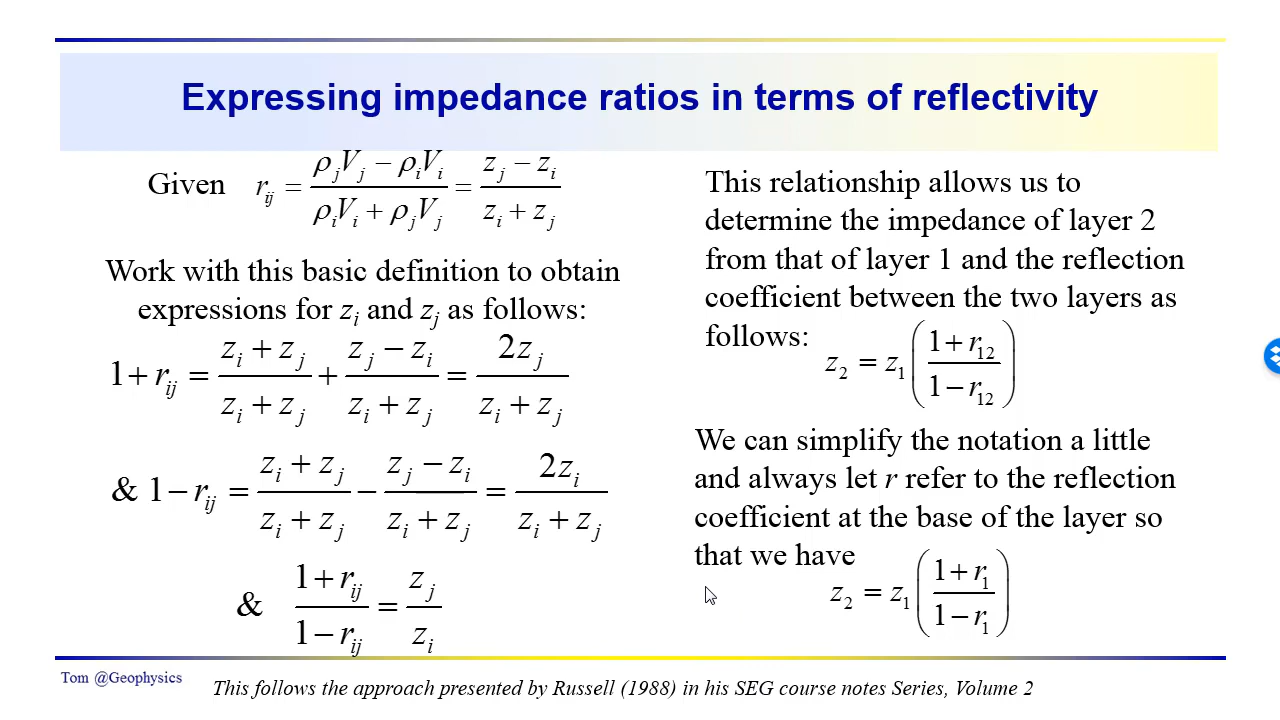 Expressing impedance ratios in terms of reflectivity
Given r_ij = (ρ_j V_j − ρ_i V_i) / (ρ_i V_i + ρ_j V_j) = (z_j − z_i) / (z_i + z_j)
Work with this basic definition to obtain
expressions for z_i and z_j as follows:
1 + r_ij = (z_i + z_j) / (z_i + z_j) + (z_j − z_i) / (z_i + z_j) = 2z_j / (z_i + z_j)
& 1 − r_ij = (z_i + z_j) / (z_i + z_j) − (z_j − z_i) / (z_i + z_j) = 2z_i / (z_i + z_j)
& (1 + r_ij) / (1 − r_ij) = z_j / z_i
This relationship allows us to
determine the impedance of layer 2
from that of layer 1 and the reflection
coefficient between the two layers as
follows:
z_2 = z_1 ((1 + r_12) / (1 − r_12))
We can simplify the notation a little
and always let r refer to the reflection
coefficient at the base of the layer so
that we have
z_2 = z_1 ((1 + r_1) / (1 − r_1))
Tom @Geophysics
This follows the approach presented by Russell (1988) in his SEG course notes Series, Volume 2